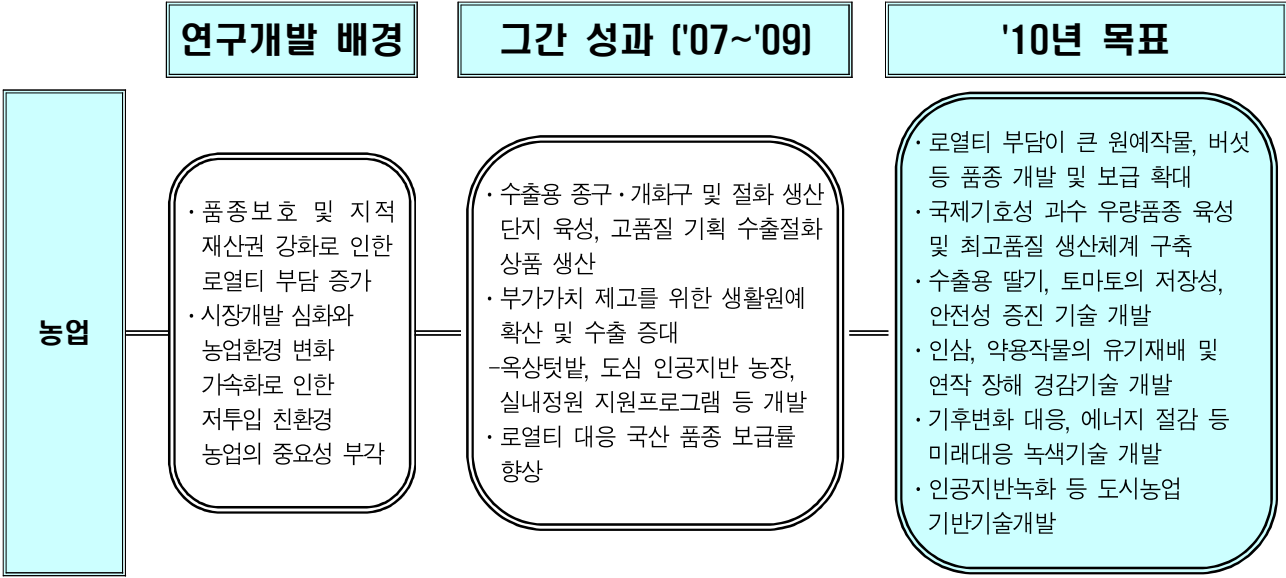 연구개발 배경
그간 성과 ('07~'09)
'10년 목표
농업
· 품종보호 및 지적
재산권 강화로 인한
로열티 부담 증가
· 시장개발 심화와
농업환경 변화
가속화로 인한
저투입 친환경
농업의 중요성 부각
· 수출용 종구·개화구 및 절화 생산
단지 육성, 고품질 기획 수출절화
상품 생산
· 부가가치 제고를 위한 생활원예
확산 및 수출 증대
-옥상텃밭, 도심 인공지반 농장,
실내정원 지원프로그램 등 개발
· 로열티 대응 국산 품종 보급률
향상
· 로열티 부담이 큰 원예작물, 버섯
등 품종 개발 및 보급 확대
· 국제기호성 과수 우량품종 육성
및 최고품질 생산체계 구축
· 수출용 딸기, 토마토의 저장성,
안전성 증진 기술 개발
· 인삼, 약용작물의 유기재배 및
연작 장해 경감기술 개발
· 기후변화 대응, 에너지 절감 등
미래대응 녹색기술 개발
· 인공지반녹화 등 도시농업
기반기술개발